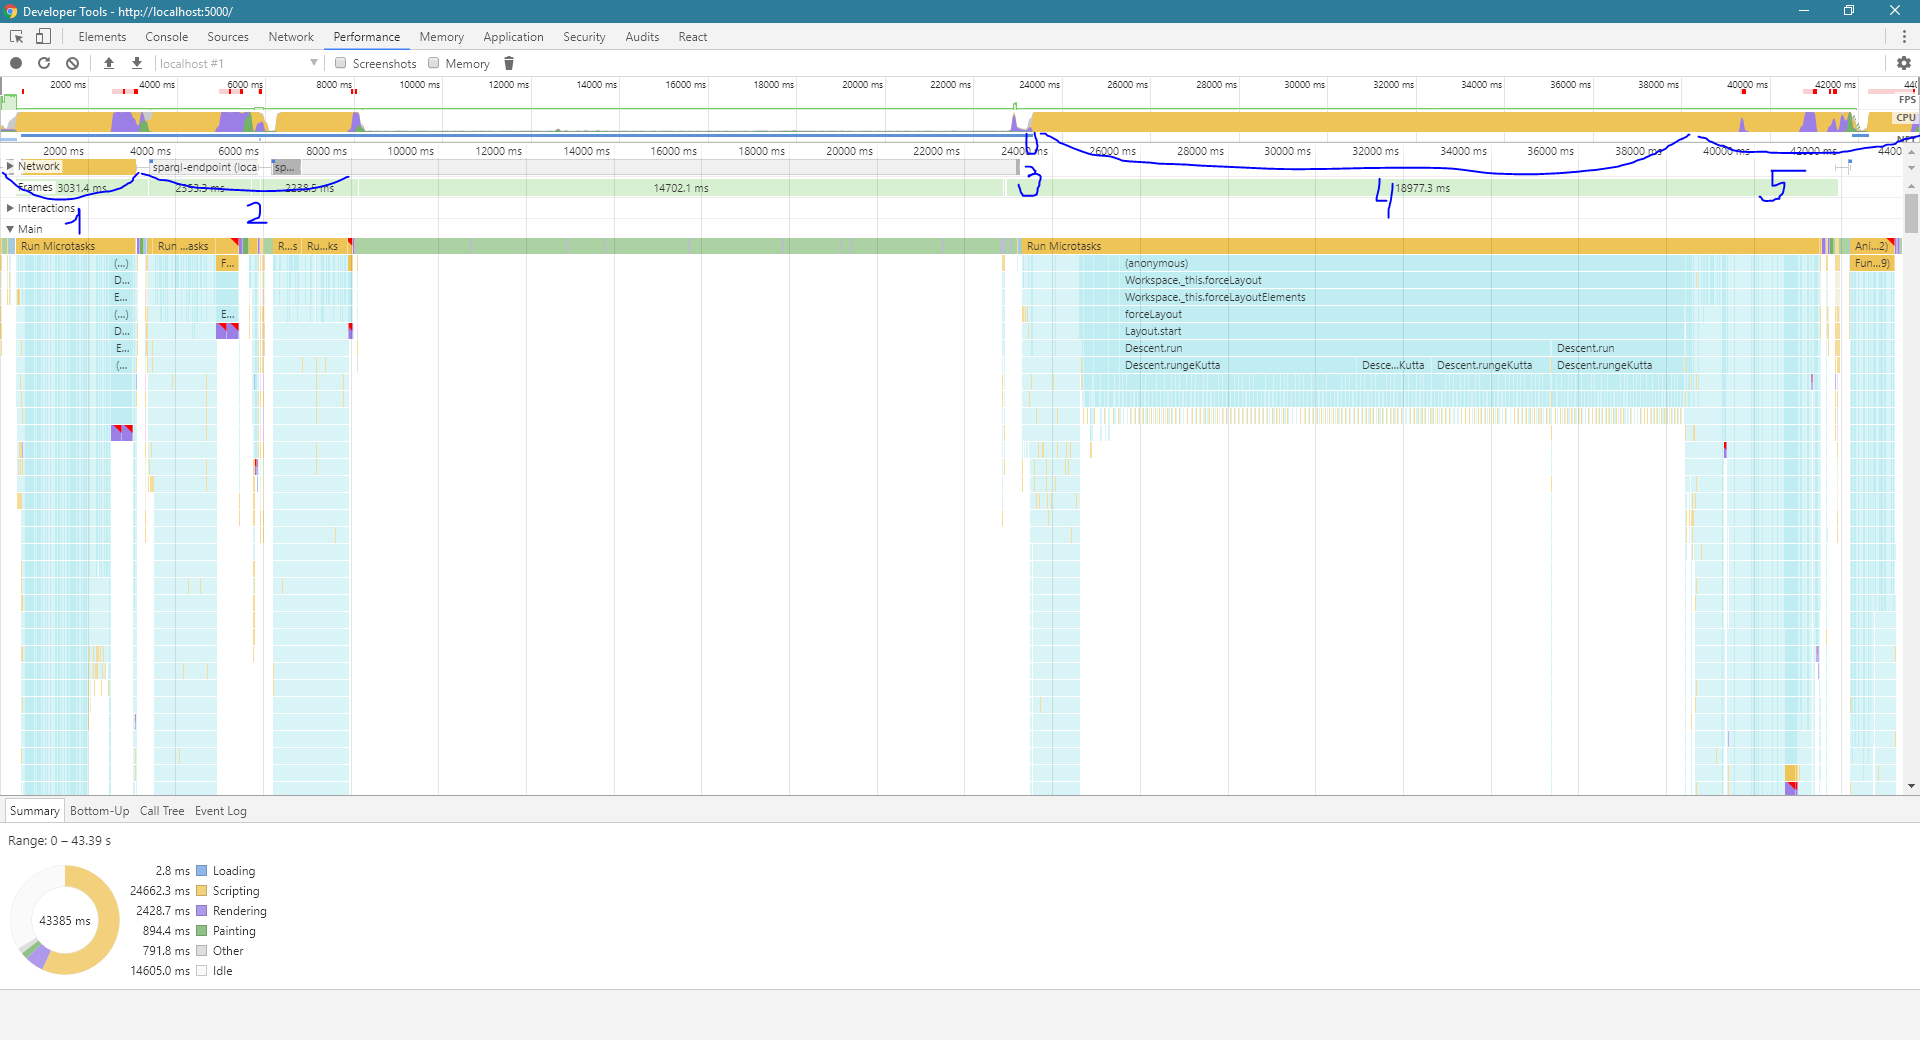 Developer Tools - http://localhost:5000/
Elements Console Sources Network Performance Memory Application Security Audits React
localhost #1 Screenshots Memory
2000 ms 4000 ms 6000 ms 8000 ms 10000 ms 12000 ms 14000 ms 16000 ms 18000 ms 20000 ms 22000 ms 24000 ms 26000 ms 28000 ms 30000 ms 32000 ms 34000 ms 36000 ms 38000 ms 40000 ms 42000 ms 44(
FPS
CPU
NET
2000 ms 4000 ms 6000 ms 8000 ms 10000 ms 12000 ms 14000 ms 16000 ms 18000 ms 20000 ms 22000 ms 24000 ms 26000 ms 28000 ms 30000 ms 32000 ms 34000 ms 36000 ms 38000 ms 40000 ms 42000 ms 44000
Network sparql-endpoint (loca sp...
Frames 3031.4 ms 2353.3 ms 2238.5 ms 14702.1 ms 18977.3 ms
1 2 3 4 5
Interactions
Main
Run Microtasks Run ...asks R...s Ru...ks Run Microtasks Ani...2)
(...) F... (anonymous) Fun...9)
D... Workspace._this.forceLayout
E... Workspace._this.forceLayoutElements
(...) E... forceLayout
D... Layout.start
E... Descent.run Descent.run
(... Descent.rungeKutta Desce...Kutta Descent.rungeKutta Descent.rungeKutta
Summary Bottom-Up Call Tree Event Log
Range: 0 – 43.39 s
43385 ms
2.8 ms Loading
24662.3 ms Scripting
2428.7 ms Rendering
894.4 ms Painting
791.8 ms Other
14605.0 ms Idle